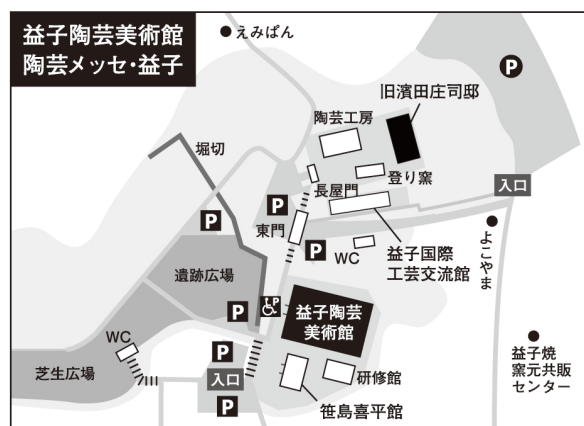 益子陶芸美術館
陶芸メッセ・益子
えみぱん
P
旧濱田庄司邸
陶芸工房
堀切
登り窯
長屋門
入口
P
P
東門
P
WC
益子国際
工芸交流館
よこやま
遺跡広場
P
P
益子陶芸
美術館
WC
P
益子焼
窯元共販
センター
芝生広場
入口
研修館
P
笹島喜平館